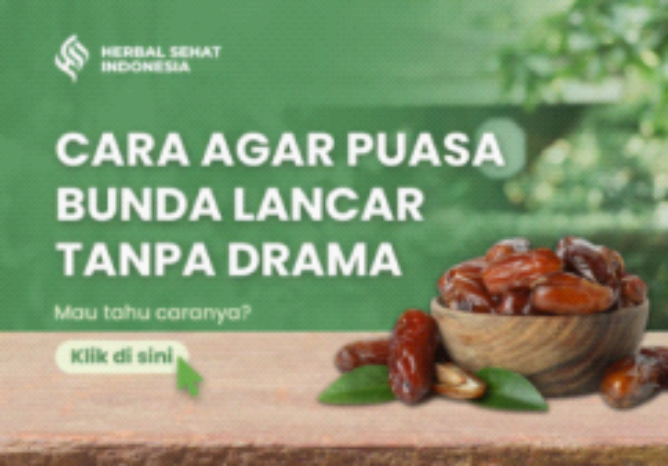 HERBAL SEHAT
INDONESIA
CARA AGAR PUASA
BUNDA LANCAR
TANPA DRAMA
Mau tahu caranya?
Klik di sini